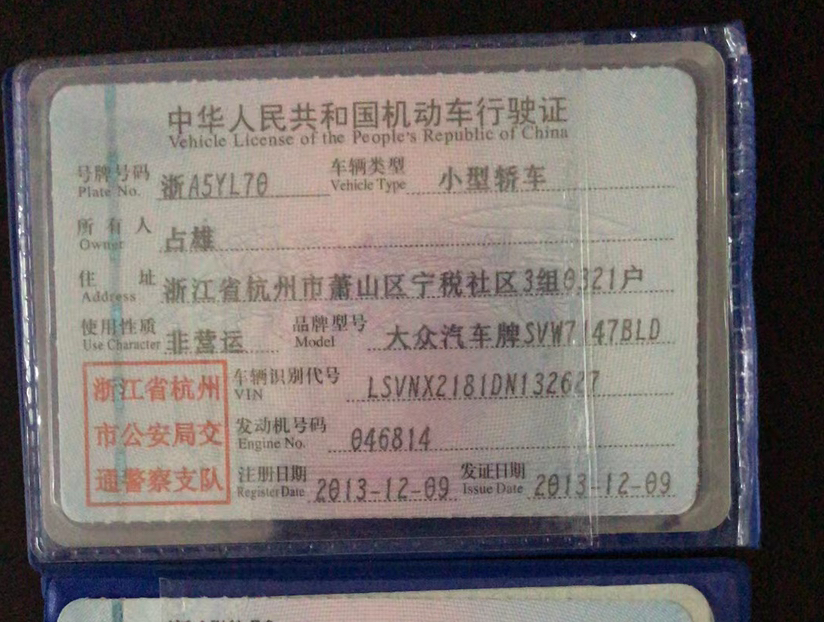 中华人民共和国机动车行驶证
Vehicle License of the People's Republic of China
号牌号码 浙A5YL70 车辆类型 小型轿车
Plate No. Vehicle Type
所有人 占雄
Owner
住址 浙江省杭州市萧山区宁税社区3组0321户
Address
使用性质 非营运 品牌型号 大众汽车牌SVW7147BLD
Use Character Model
浙江省杭州 车辆识别代号 LSVNX2181DN132627
VIN
市公安局交 发动机号码 046814
Engine No.
通警察支队 注册日期 2013-12-09 发证日期 2013-12-09
Register Date Issue Date